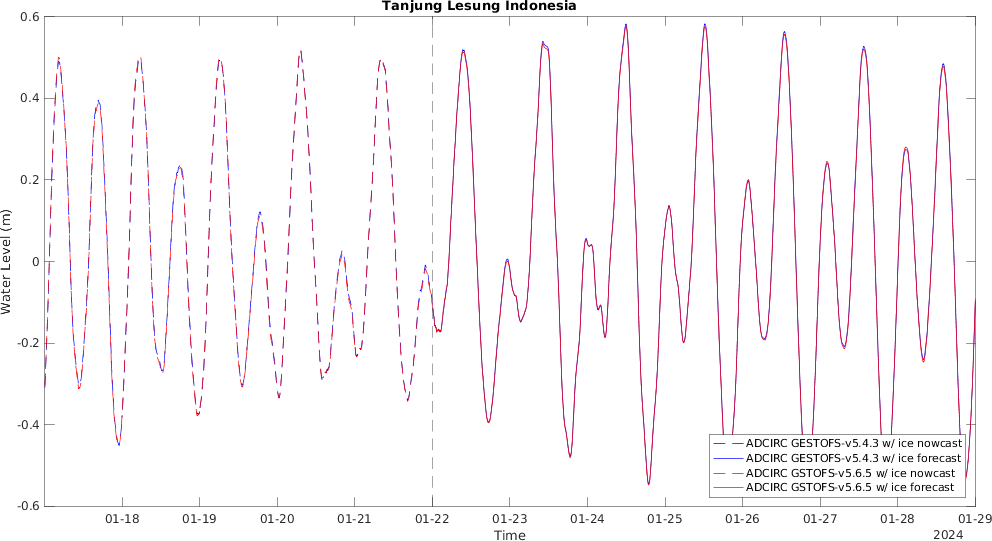 Tanjung Lesung Indonesia
Water Level (m)
0.6
0.4
0.2
0
-0.2
-0.4
-0.6
01-18
01-19
01-20
01-21
01-22
01-23
01-24
01-25
01-26
01-27
01-28
01-29
Time
2024
ADCIRC GESTOFS-v5.4.3 w/ ice nowcast
ADCIRC GESTOFS-v5.4.3 w/ ice forecast
ADCIRC GSTOFS-v5.6.5 w/ ice nowcast
ADCIRC GSTOFS-v5.6.5 w/ ice forecast